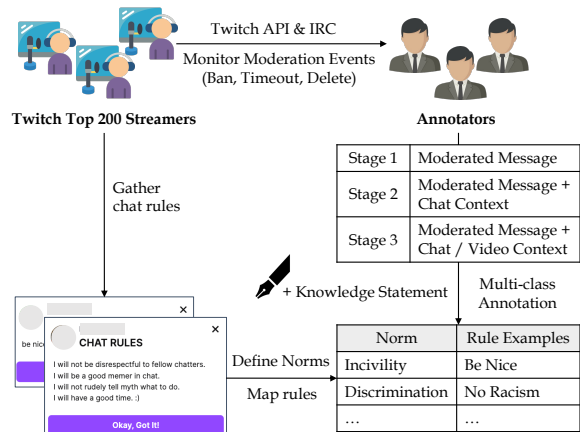 Twitch API & IRC
Monitor Moderation Events
(Ban, Timeout, Delete)
Twitch Top 200 Streamers
Annotators
Stage 1 Moderated Message
Stage 2 Moderated Message +
Chat Context
Stage 3 Moderated Message +
Chat / Video Context
Gather
chat rules
+ Knowledge Statement
Multi-class
Annotation
be nice
CHAT RULES
I will not be disrespectful to fellow chatters.
I will be a good memer in chat.
I will not rudely tell myth what to do.
I will have a good time. :)
Okay, Got It!
Define Norms
Map rules
Norm Rule Examples
Incivility Be Nice
Discrimination No Racism
... ...